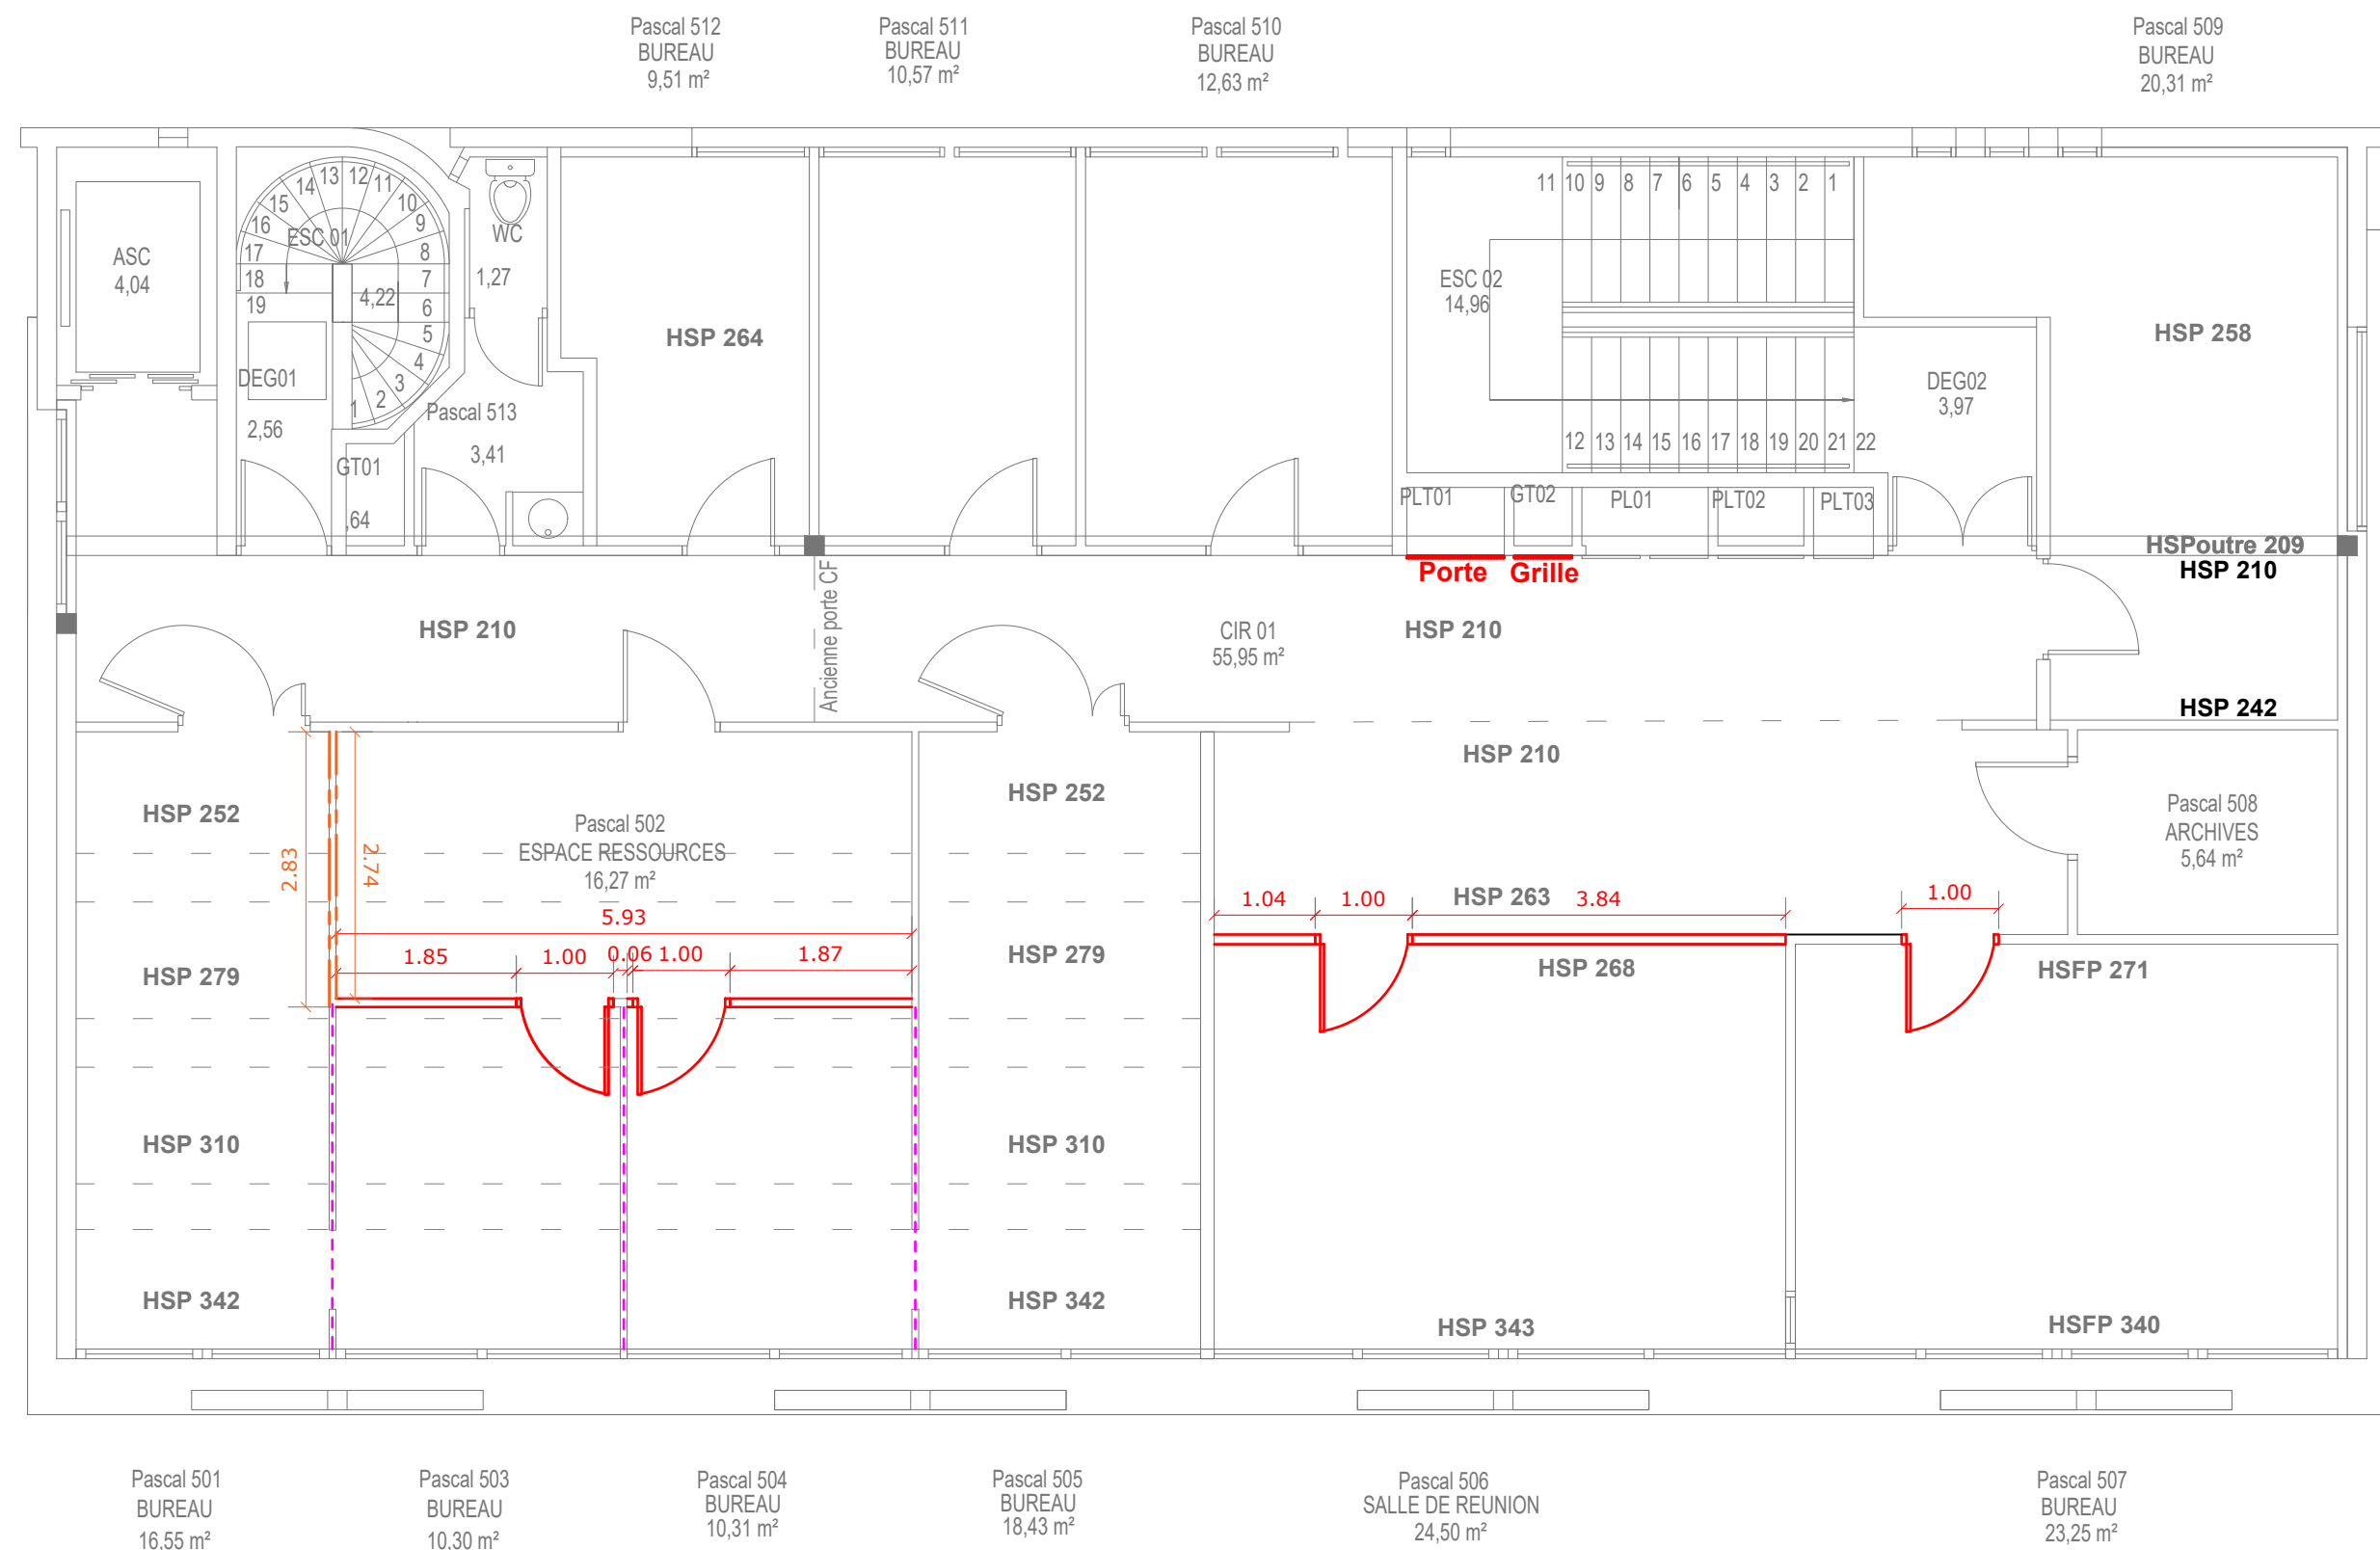 Pascal 512
BUREAU
9,51 m²
Pascal 511
BUREAU
10,57 m²
Pascal 510
BUREAU
12,63 m²
Pascal 509
BUREAU
20,31 m²
ASC
4,04
ESC 01
1
2
3
4
5
6
7
8
9
10
11
12
13
14
15
16
17
18
19
4,22
WC
1,27
DEG01
2,56
GT01
,64
Pascal 513
3,41
HSP 264
ESC 02
14,96
11 10 9 8 7 6 5 4 3 2 1
12 13 14 15 16 17 18 19 20 21 22
DEG02
3,97
HSP 258
PLT01
GT02
PL01
PLT02
PLT03
Porte
Grille
HSPoutre 209
HSP 210
HSP 242
HSP 210
Ancienne porte CF
CIR 01
55,95 m²
HSP 210
HSP 210
HSP 252
2.83
2.74
Pascal 502
ESPACE RESSOURCES
16,27 m²
HSP 252
Pascal 508
ARCHIVES
5,64 m²
5.93
1.85
1.00
0.06
1.00
1.87
1.04
1.00
HSP 263
3.84
1.00
HSP 279
HSP 279
HSP 268
HSFP 271
HSP 310
HSP 310
HSP 342
HSP 342
HSP 343
HSFP 340
Pascal 501
BUREAU
16,55 m²
Pascal 503
BUREAU
10,30 m²
Pascal 504
BUREAU
10,31 m²
Pascal 505
BUREAU
18,43 m²
Pascal 506
SALLE DE REUNION
24,50 m²
Pascal 507
BUREAU
23,25 m²